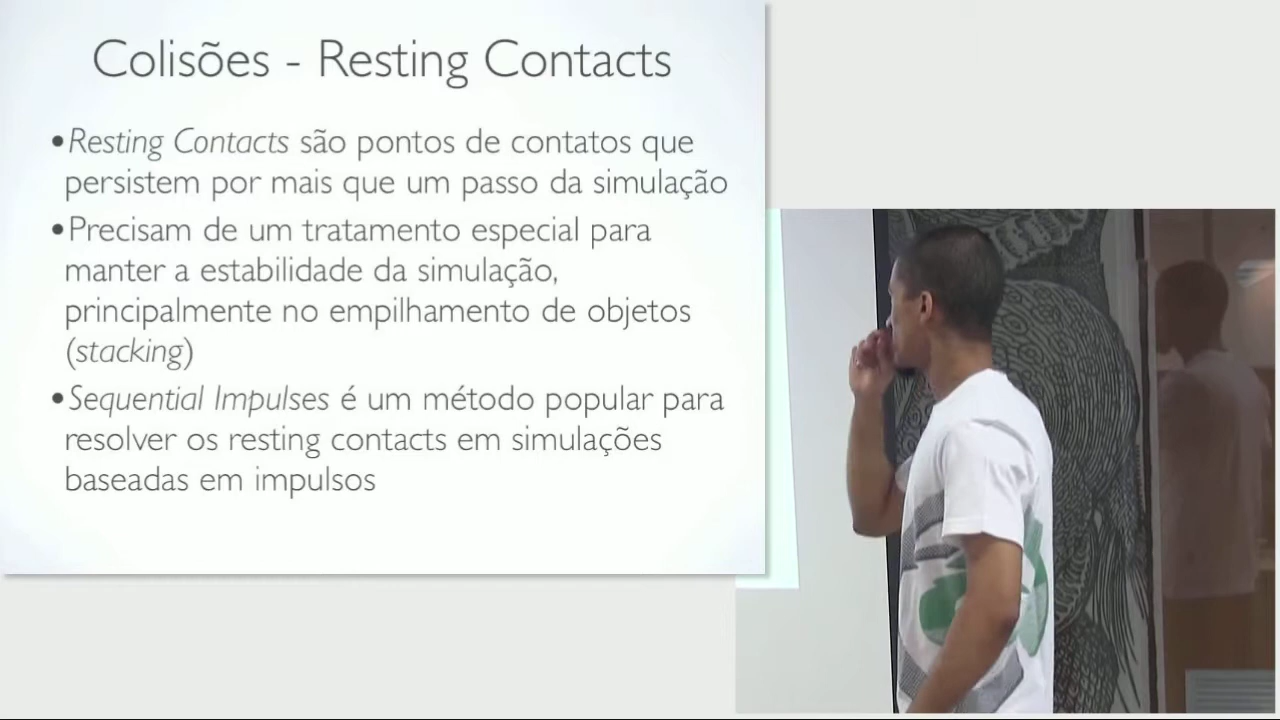 Colisões - Resting Contacts
•Resting Contacts são pontos de contatos que
persistem por mais que um passo da simulação
•Precisam de um tratamento especial para
manter a estabilidade da simulação,
principalmente no empilhamento de objetos
(stacking)
•Sequential Impulses é um método popular para
resolver os resting contacts em simulações
baseadas em impulsos